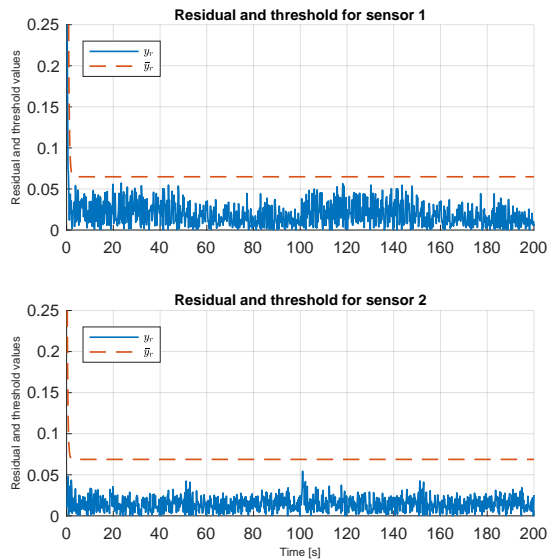 Residual and threshold for sensor 1
Residual and threshold values
0.25
0.2
0.15
0.1
0.05
0
y_r
ȳ_r
0 20 40 60 80 100 120 140 160 180 200
Residual and threshold for sensor 2
Residual and threshold values
0.25
0.2
0.15
0.1
0.05
0
y_r
ȳ_r
0 20 40 60 80 100 120 140 160 180 200
Time [s]